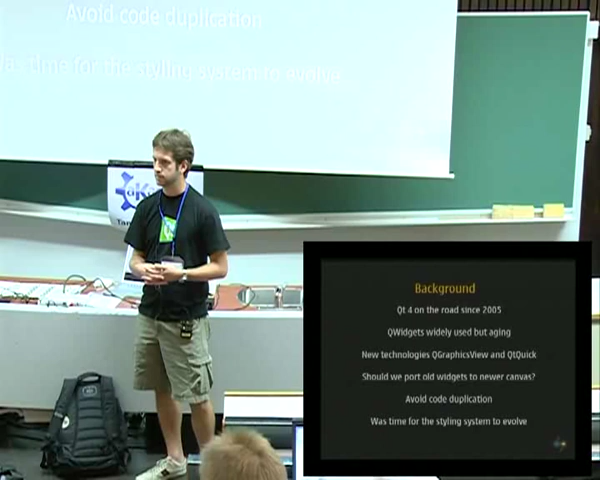 Avoid code duplication
was time for the styling system to evolve
aKa
Background
Qt 4 on the road since 2005
QWidgets widely used but aging
New technologies QGraphicsView and QtQuick
Should we port old widgets to newer canvas?
Avoid code duplication
Was time for the styling system to evolve